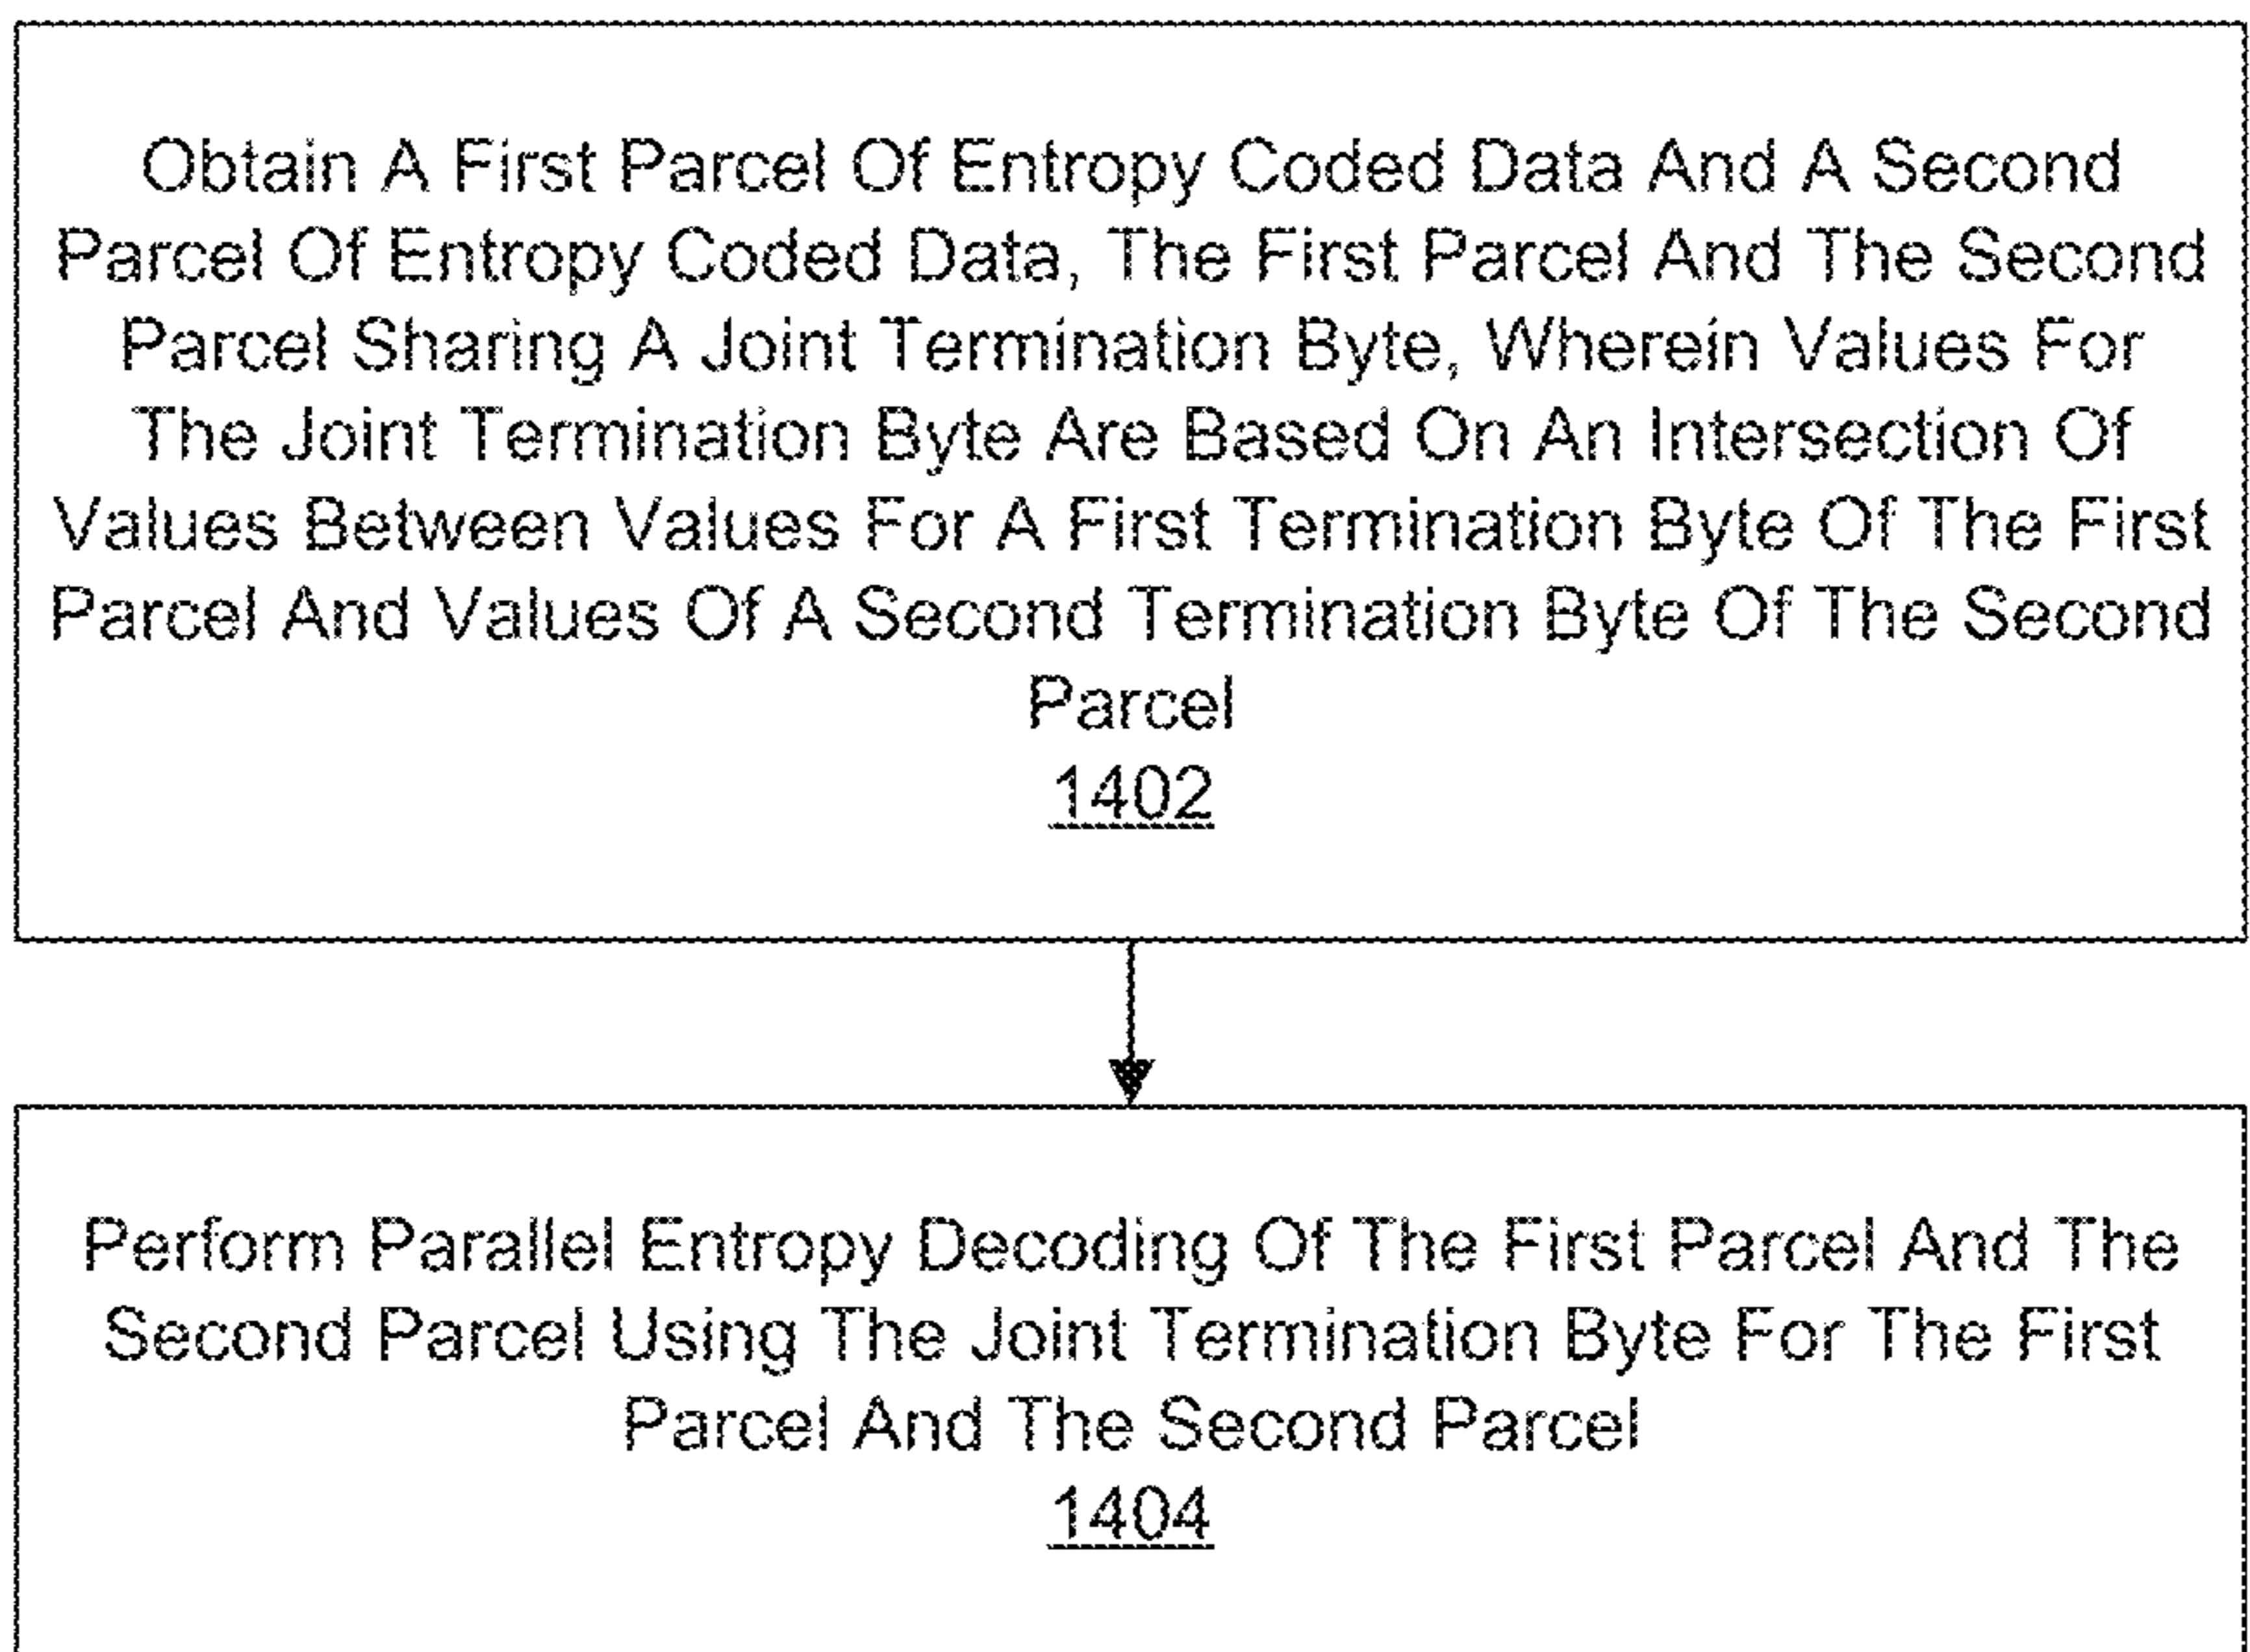 Obtain A First Parcel Of Entropy Coded Data And A Second
Parcel Of Entropy Coded Data, The First Parcel And The Second
Parcel Sharing A Joint Termination Byte, Wherein Values For
The Joint Termination Byte Are Based On An Intersection Of
Values Between Values For A First Termination Byte Of The First
Parcel And Values Of A Second Termination Byte Of The Second
Parcel
1402
Perform Parallel Entropy Decoding Of The First Parcel And The
Second Parcel Using The Joint Termination Byte For The First
Parcel And The Second Parcel
1404